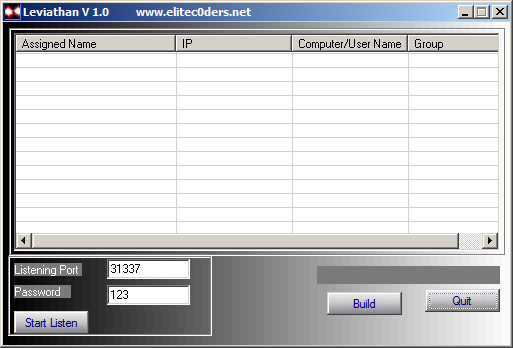 Leviathan V 1.0 www.elitec0ders.net
Assigned Name IP Computer/User Name Group
Listening Port 31337
Password 123
Build Quit
Start Listen